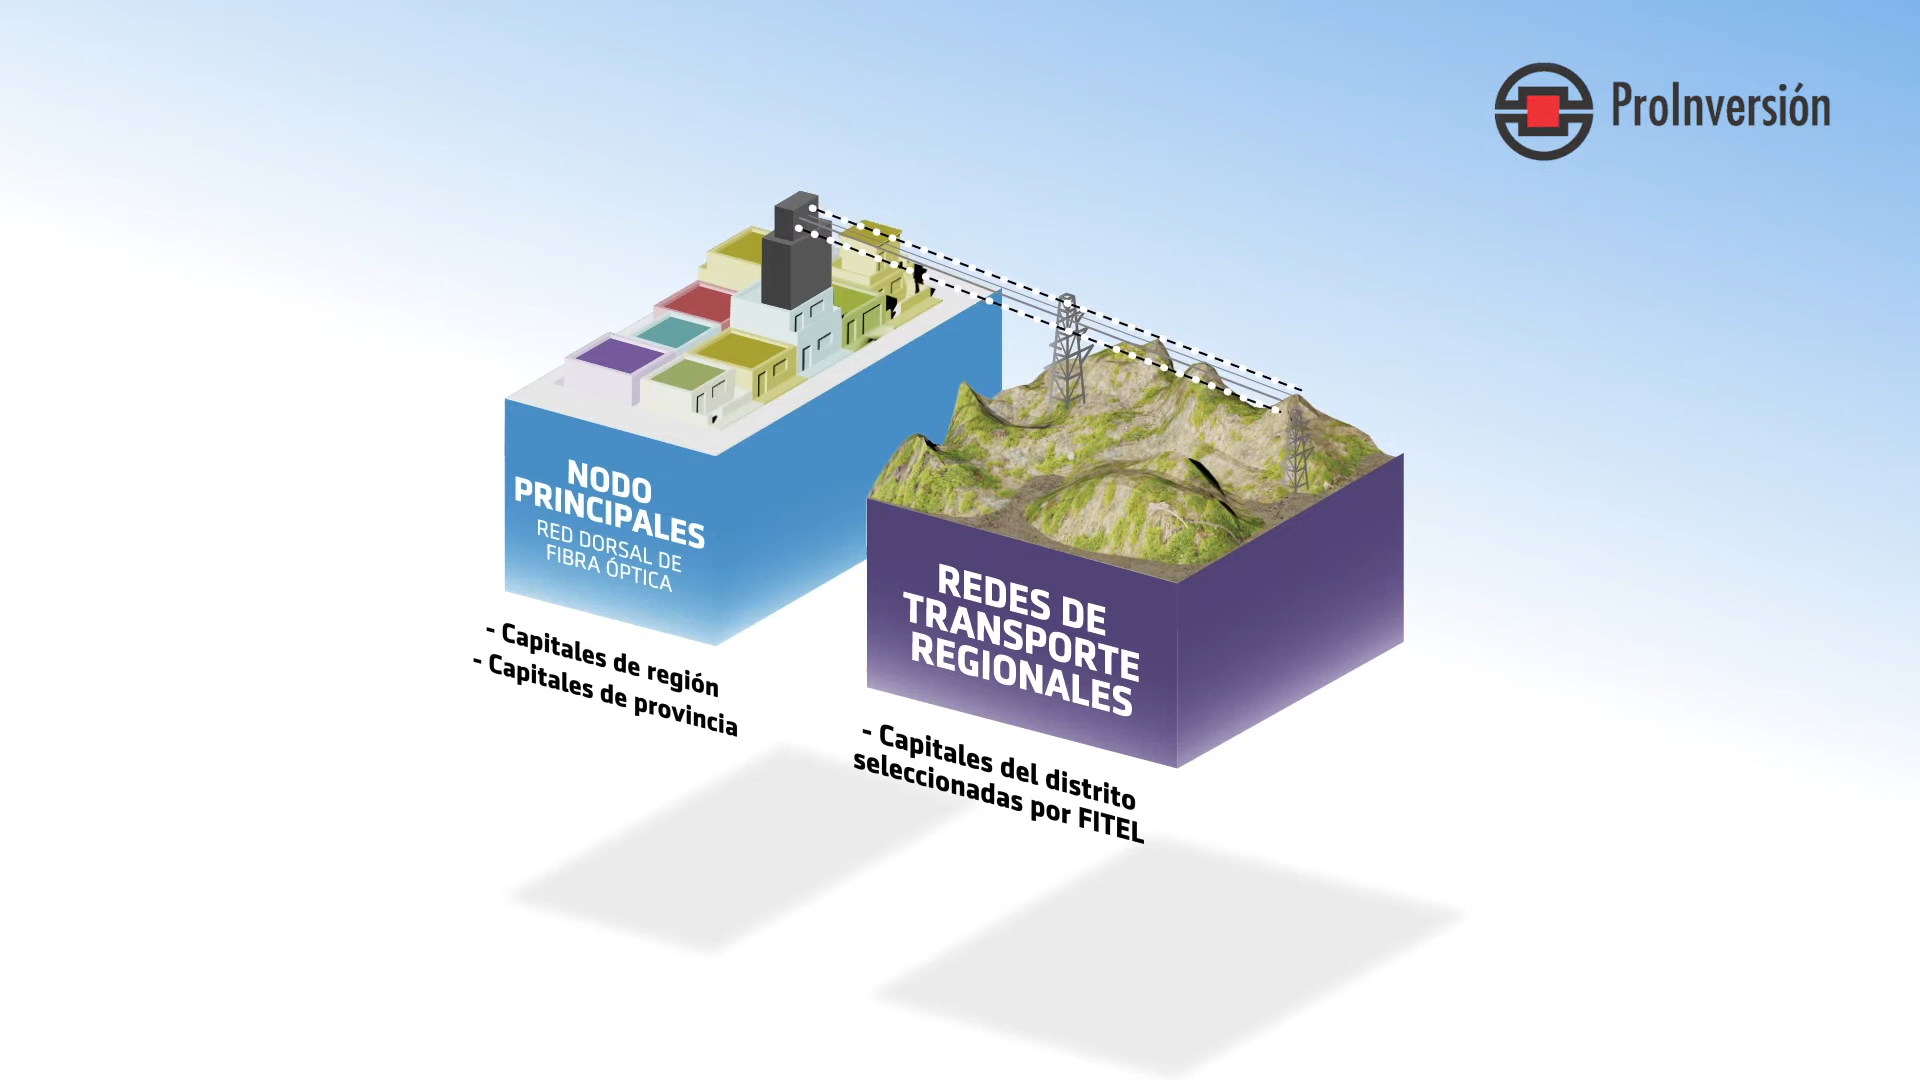 ProInversión
NODO
PRINCIPALES
RED DORSAL DE
FIBRA ÓPTICA
- Capitales de región
- Capitales de provincia
REDES DE
TRANSPORTE
REGIONALES
- Capitales del distrito
seleccionadas por FITEL